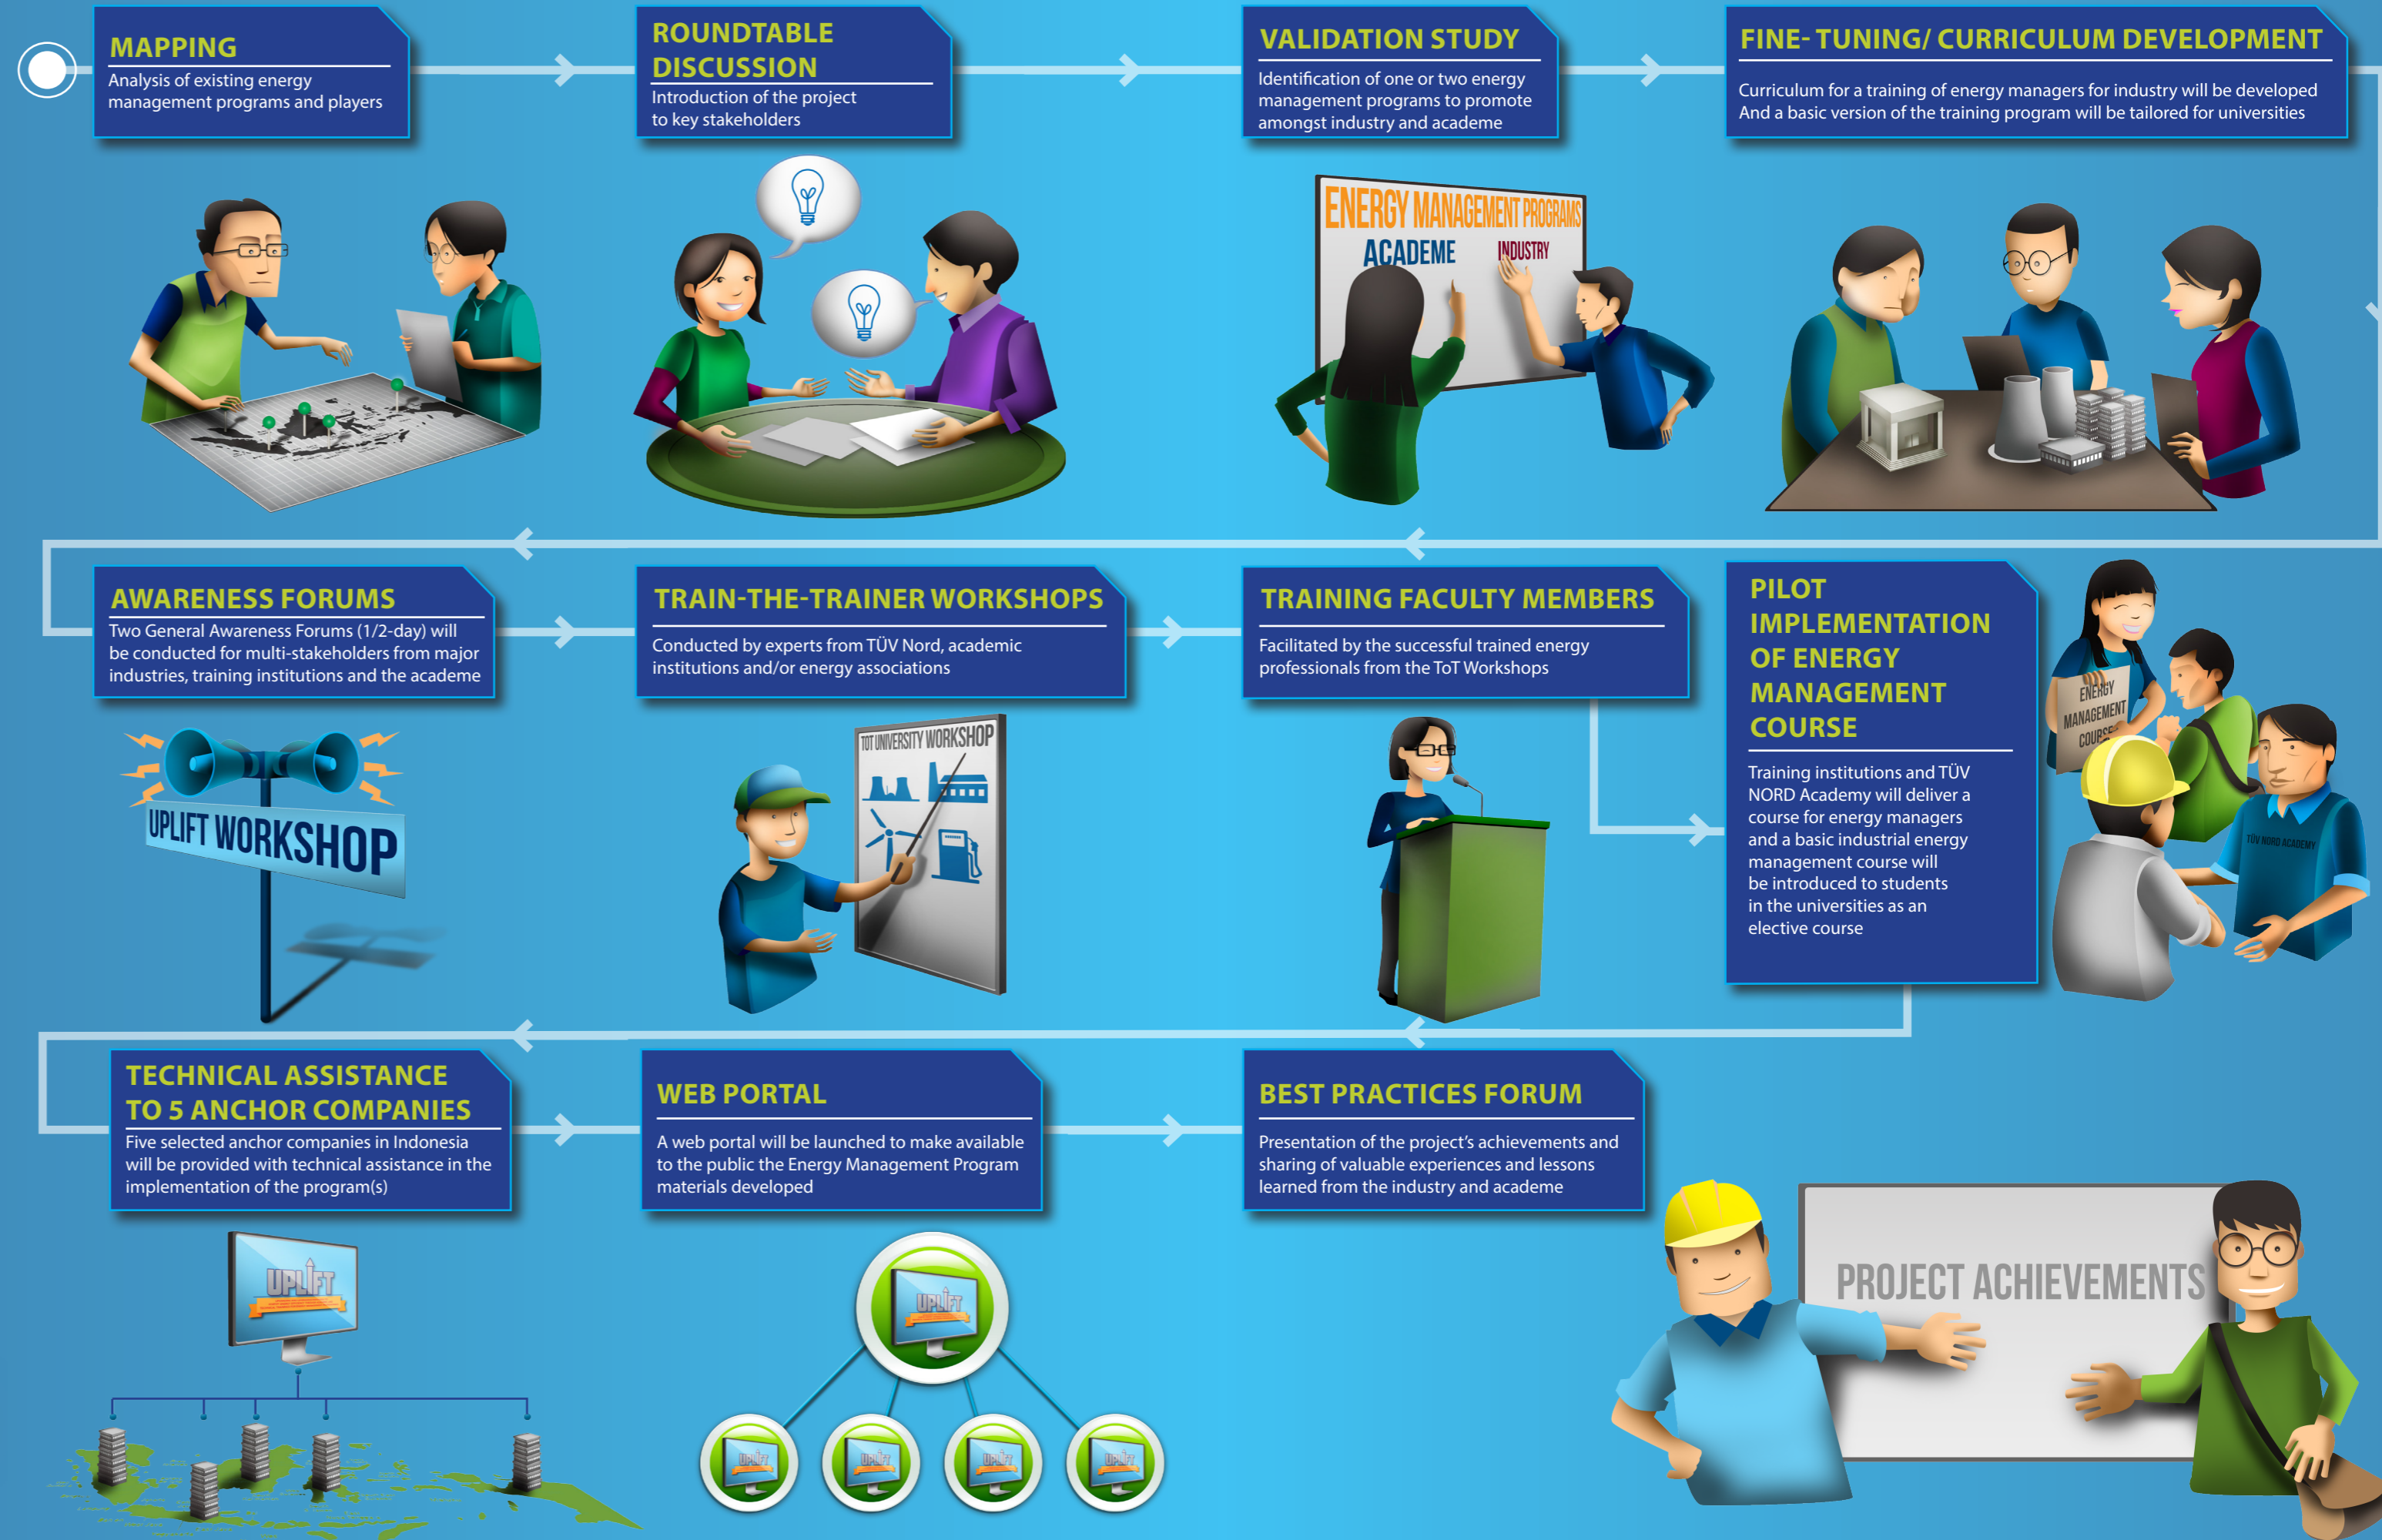 MAPPING
Analysis of existing energy
management programs and players
ROUNDTABLE
DISCUSSION
Introduction of the project
to key stakeholders
VALIDATION STUDY
Identification of one or two energy
management programs to promote
amongst industry and academe
FINE- TUNING/ CURRICULUM DEVELOPMENT
Curriculum for a training of energy managers for industry will be developed
And a basic version of the training program will be tailored for universities
ENERGY MANAGEMENT PROGRAMS
ACADEME INDUSTRY
AWARENESS FORUMS
Two General Awareness Forums (1/2-day) will
be conducted for multi-stakeholders from major
industries, training institutions and the academe
UPLIFT WORKSHOP
TRAIN-THE-TRAINER WORKSHOPS
Conducted by experts from TÜV Nord, academic
institutions and/or energy associations
TOT UNIVERSITY WORKSHOP
TRAINING FACULTY MEMBERS
Facilitated by the successful trained energy
professionals from the ToT Workshops
PILOT
IMPLEMENTATION
OF ENERGY
MANAGEMENT
COURSE
Training institutions and TÜV
NORD Academy will deliver a
course for energy managers
and a basic industrial energy
management course will
be introduced to students
in the universities as an
elective course
ENERGY
MANAGEMENT
COURSE
TÜV NORD ACADEMY
TECHNICAL ASSISTANCE
TO 5 ANCHOR COMPANIES
Five selected anchor companies in Indonesia
will be provided with technical assistance in the
implementation of the program(s)
UPLIFT
WEB PORTAL
A web portal will be launched to make available
to the public the Energy Management Program
materials developed
UPLIFT
UPLIFT
UPLIFT
UPLIFT
UPLIFT
BEST PRACTICES FORUM
Presentation of the project's achievements and
sharing of valuable experiences and lessons
learned from the industry and academe
PROJECT ACHIEVEMENTS